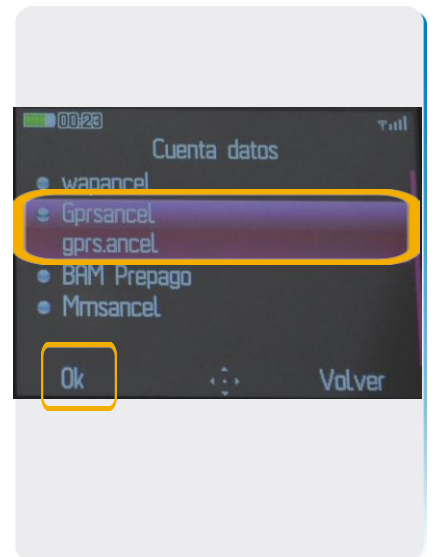 00:23
Cuenta datos
wapancel
Gprsancel
gprs.ancel
BAM Prepago
Mmsancel
Ok
Volver